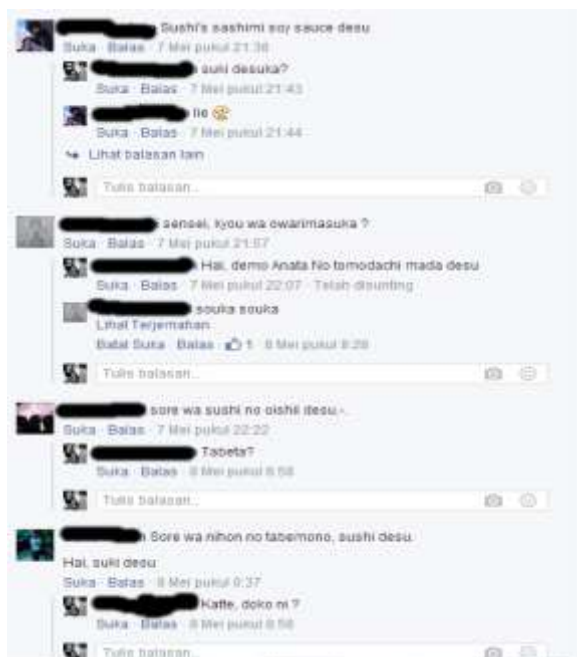 Sushi's sashimi soy sauce desu
Suka · Balas · 7 Mei pukul 21:36
suki desuka?
Suka · Balas · 7 Mei pukul 21:43
Iie
Suka · Balas · 7 Mei pukul 21:44
Lihat balasan lain
Tulis balasan...
sensei, kyou wa owarimasuka ?
Suka · Balas · 7 Mei pukul 21:57
Hai, demo Anata No tomodachi mada desu
Suka · Balas · 7 Mei pukul 22:07 · Telah disunting
souka souka
Lihat Terjemahan
Batal Suka · Balas · 1 · 8 Mei pukul 8:28
Tulis balasan...
sore wa sushi no oishii desu.-.
Suka · Balas · 7 Mei pukul 22:22
Tabeta?
Suka · Balas · 8 Mei pukul 6:58
Tulis balasan...
Sore wa nihon no tabemono, sushi desu.
Hai, suki desu
Suka · Balas · 8 Mei pukul 0:37
Katte, doko ni ?
Suka · Balas · 8 Mei pukul 6:58
Tulis balasan...